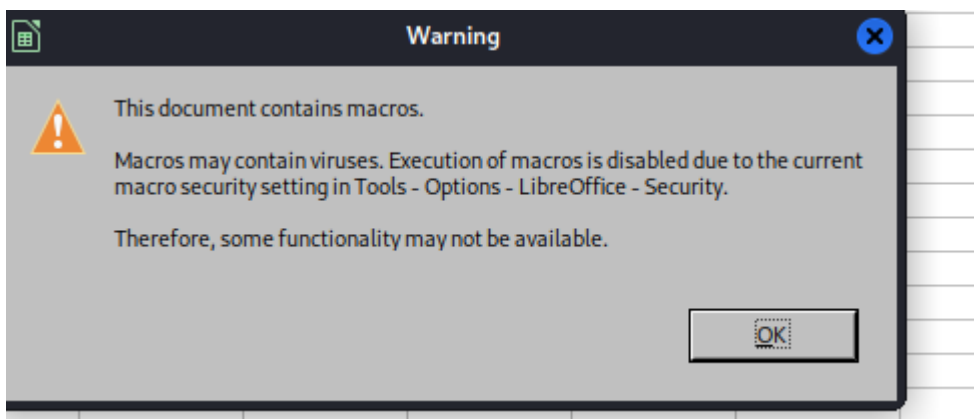 Warning
This document contains macros.
Macros may contain viruses. Execution of macros is disabled due to the current
macro security setting in Tools - Options - LibreOffice - Security.
Therefore, some functionality may not be available.
OK